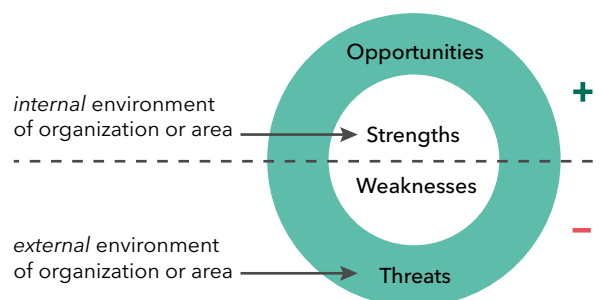 Opportunities
+
internal environment
of organization or area
Strengths
Weaknesses
−
external environment
of organization or area
Threats